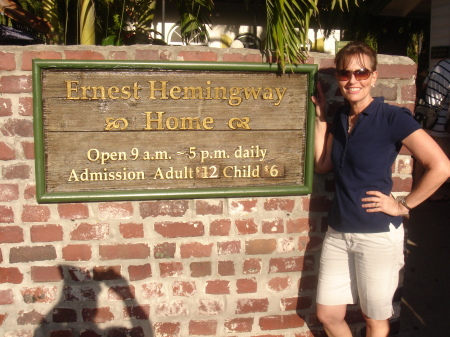 Ernest Hemingway
Home
Open 9 a.m. - 5 p.m. daily
Admission Adult $12 Child $6